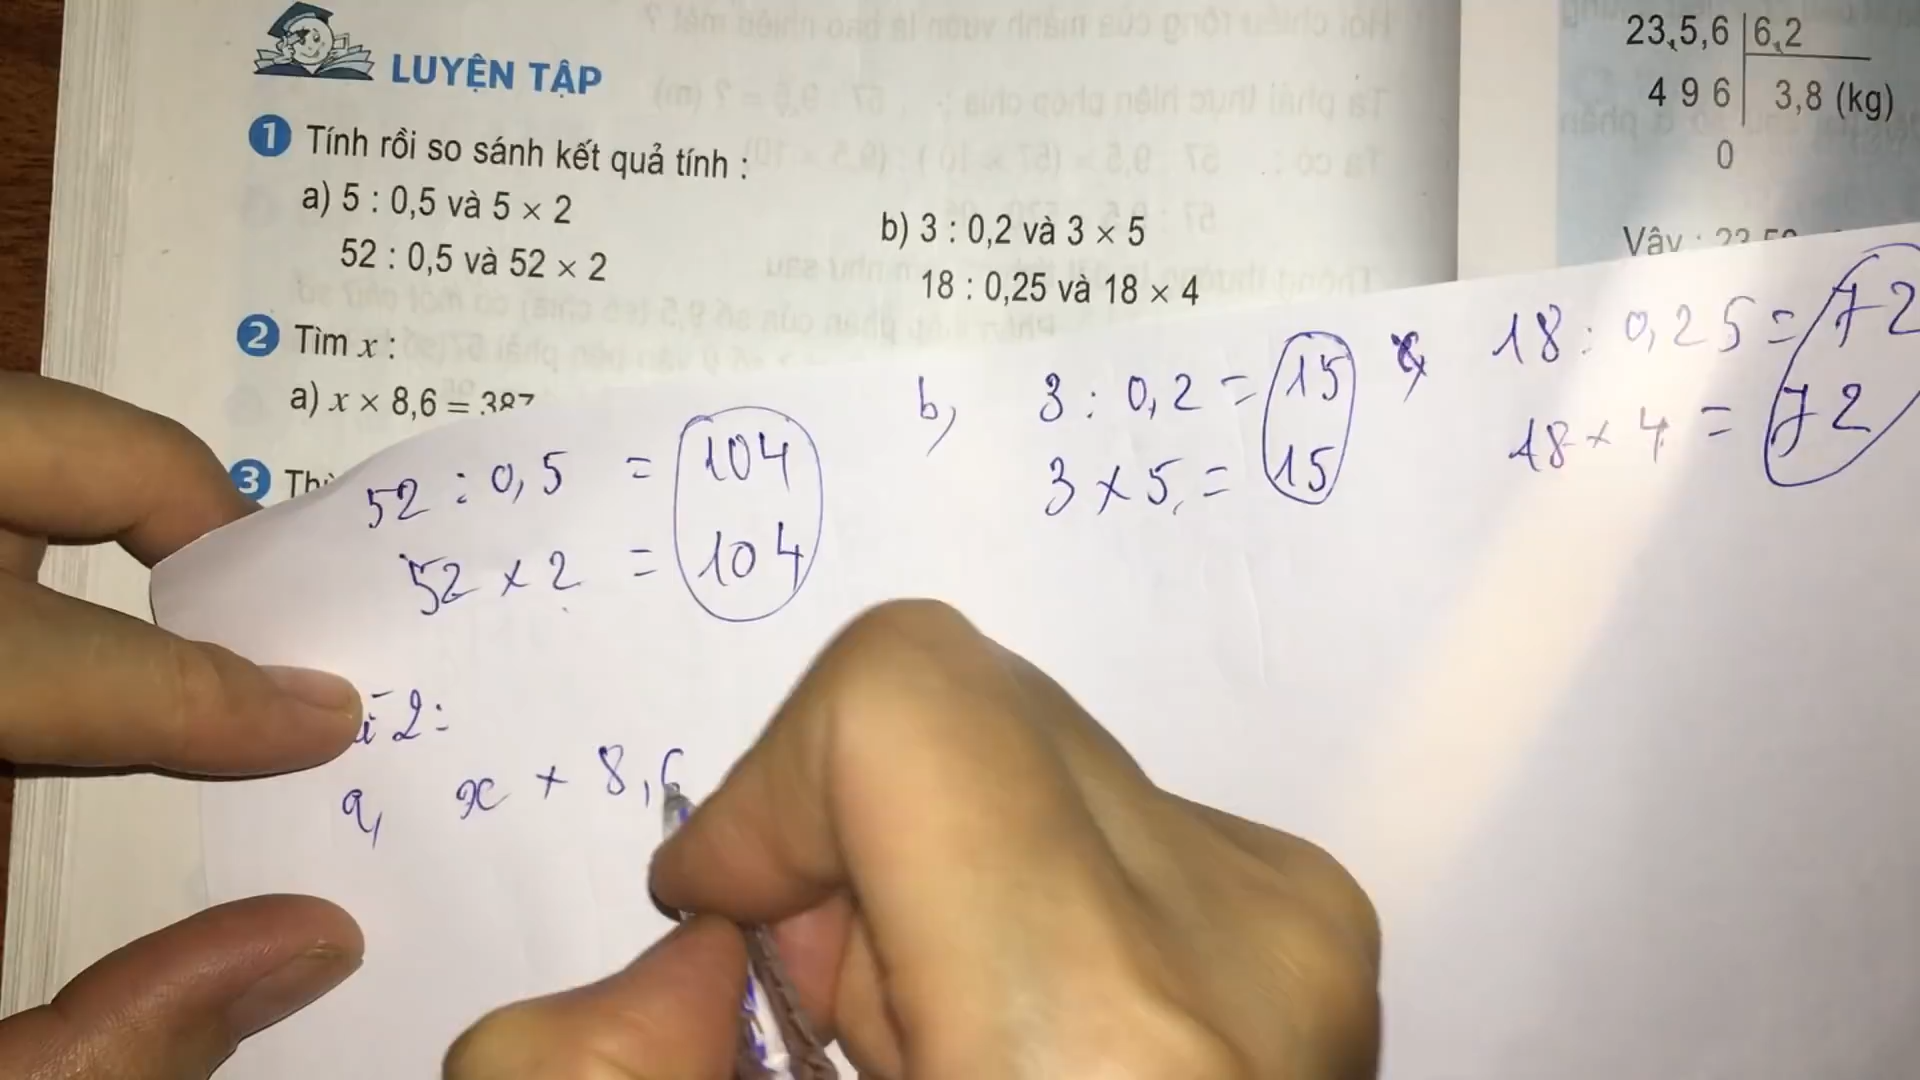 LUYỆN TẬP
1 Tính rồi so sánh kết quả tính :
a) 5 : 0,5 và 5 × 2
52 : 0,5 và 52 × 2
b) 3 : 0,2 và 3 × 5
18 : 0,25 và 18 × 4
2 Tìm x :
a) x × 8,6 = 387
3
23,5,6 6,2
496 3,8 (kg)
0
Vậy :
52 : 0,5 = 104
52 × 2 = 104
b, 3 : 0,2 = 15
3 × 5 = 15
18 : 0,25 = 72
18 × 4 = 72
2:
a, x × 8,6